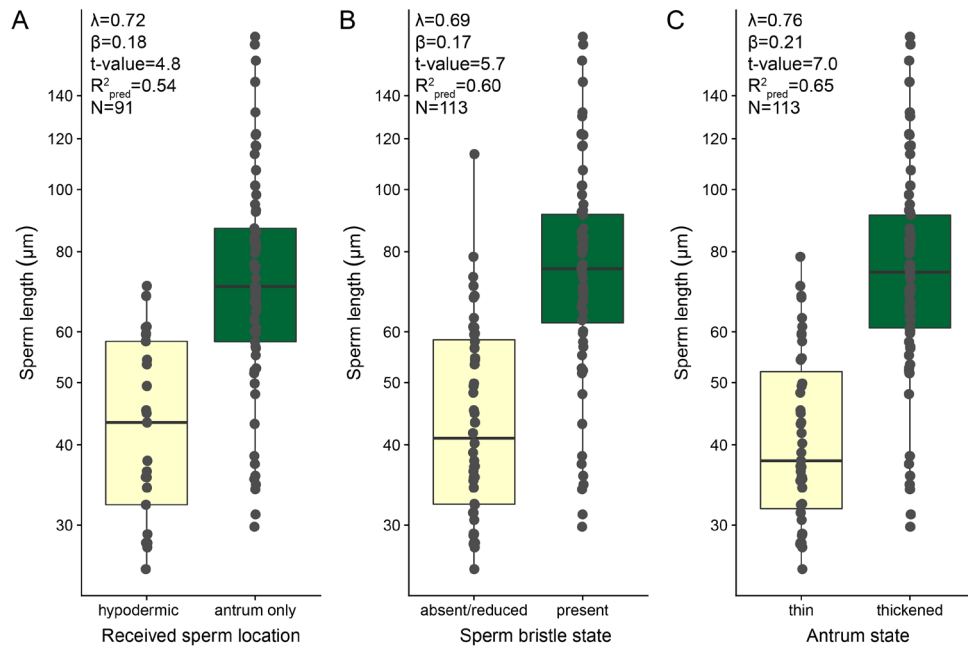 A
λ=0.72
β=0.18
t-value=4.8
R²pred=0.54
N=91
Sperm length (µm)
140
120
100
80
60
50
40
30
hypodermic antrum only
Received sperm location
B
λ=0.69
β=0.17
t-value=5.7
R²pred=0.60
N=113
Sperm length (µm)
140
120
100
80
60
50
40
30
absent/reduced present
Sperm bristle state
C
λ=0.76
β=0.21
t-value=7.0
R²pred=0.65
N=113
Sperm length (µm)
140
120
100
80
60
50
40
30
thin thickened
Antrum state